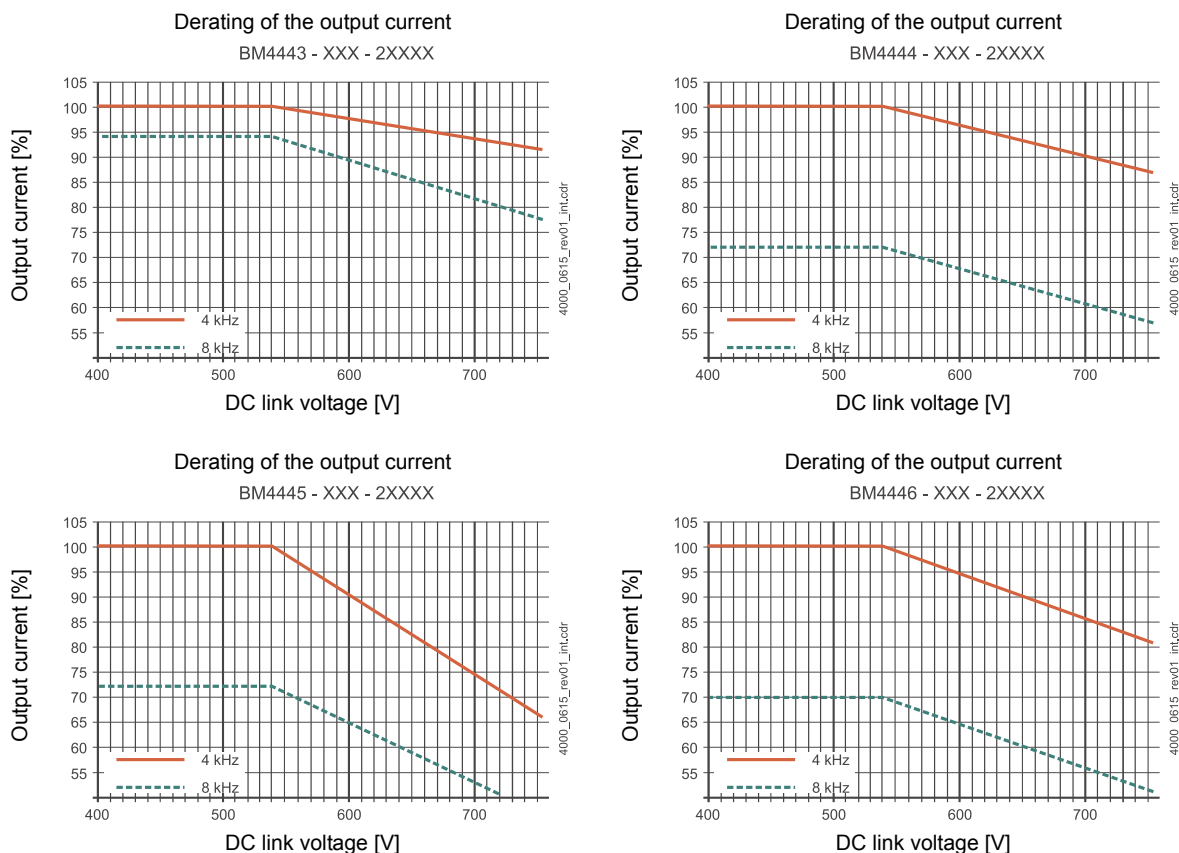 Derating of the output current
BM4443 - XXX - 2XXXX
Output current [%]
105
100
95
90
85
80
75
70
65
60
55
4 kHz
8 kHz
400
500
600
700
DC link voltage [V]
4000_0615_rev01_int.cdr
Derating of the output current
BM4444 - XXX - 2XXXX
Output current [%]
105
100
95
90
85
80
75
70
65
60
55
4 kHz
8 kHz
400
500
600
700
DC link voltage [V]
4000_0615_rev01_int.cdr
Derating of the output current
BM4445 - XXX - 2XXXX
Output current [%]
105
100
95
90
85
80
75
70
65
60
55
4 kHz
8 kHz
400
500
600
700
DC link voltage [V]
4000_0615_rev01_int.cdr
Derating of the output current
BM4446 - XXX - 2XXXX
Output current [%]
105
100
95
90
85
80
75
70
65
60
55
4 kHz
8 kHz
400
500
600
700
DC link voltage [V]
4000_0615_rev01_int.cdr